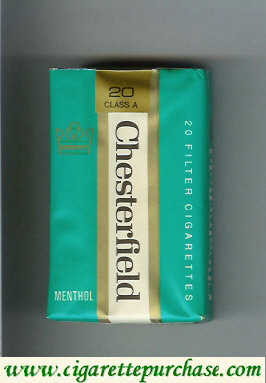 20
CLASS A
Chesterfield
20 FILTER CIGARETTES
MENTHOL
www.cigarettepurchase.com